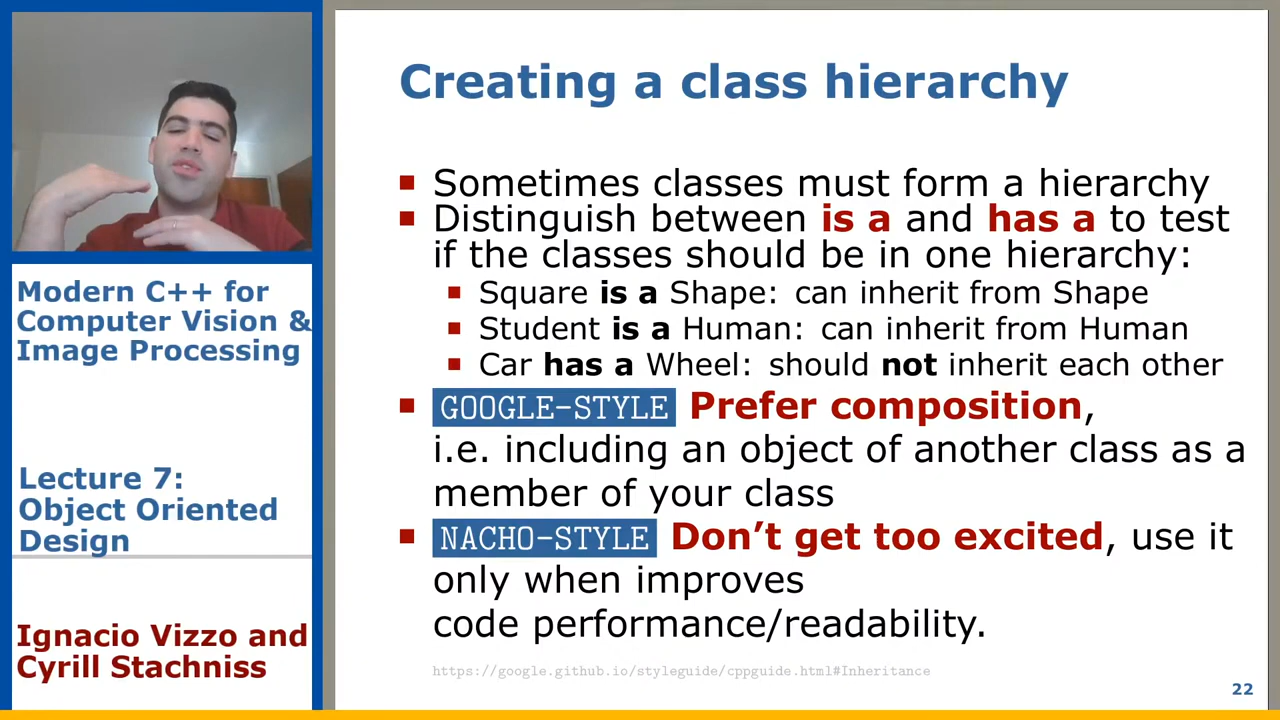 Modern C++ for
Computer Vision &
Image Processing
Lecture 7:
Object Oriented
Design
Ignacio Vizzo and
Cyrill Stachniss
Creating a class hierarchy
Sometimes classes must form a hierarchy
Distinguish between is a and has a to test
if the classes should be in one hierarchy:
Square is a Shape: can inherit from Shape
Student is a Human: can inherit from Human
Car has a Wheel: should not inherit each other
GOOGLE-STYLE Prefer composition,
i.e. including an object of another class as a
member of your class
NACHO-STYLE Don't get too excited, use it
only when improves
code performance/readability.
https://google.github.io/styleguide/cppguide.html#Inheritance
22